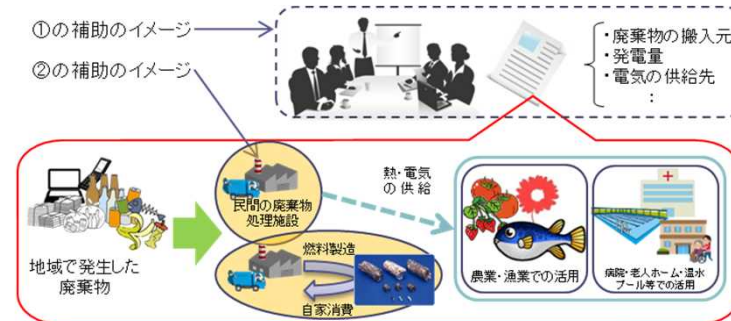 ①の補助のイメージ
②の補助のイメージ
・廃棄物の搬入元
・発電量
・電気の供給先
：
地域で発生した
廃棄物
民間の廃棄物
処理施設
燃料製造
自家消費
熱・電気
の供給
農業・漁業での活用
病院・老人ホーム・温水
プール等での活用